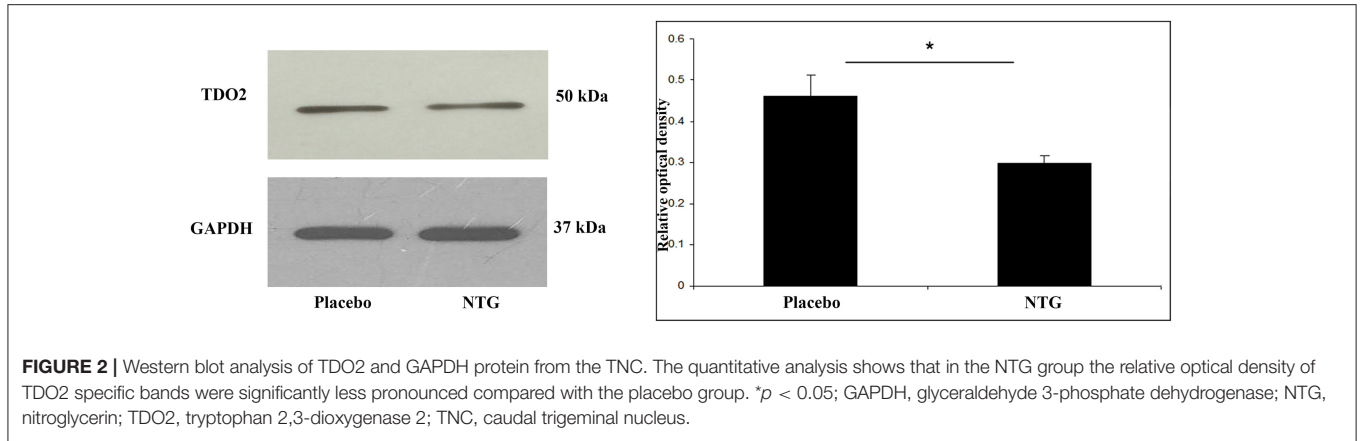 TDO2
50 kDa
GAPDH
37 kDa
Placebo NTG
0.6
0.5
0.4
0.3
0.2
0.1
0
Relative optical density
*
Placebo NTG
FIGURE 2 | Western blot analysis of TDO2 and GAPDH protein from the TNC. The quantitative analysis shows that in the NTG group the relative optical density of
TDO2 specific bands were significantly less pronounced compared with the placebo group. *p < 0.05; GAPDH, glyceraldehyde 3-phosphate dehydrogenase; NTG,
nitroglycerin; TDO2, tryptophan 2,3-dioxygenase 2; TNC, caudal trigeminal nucleus.